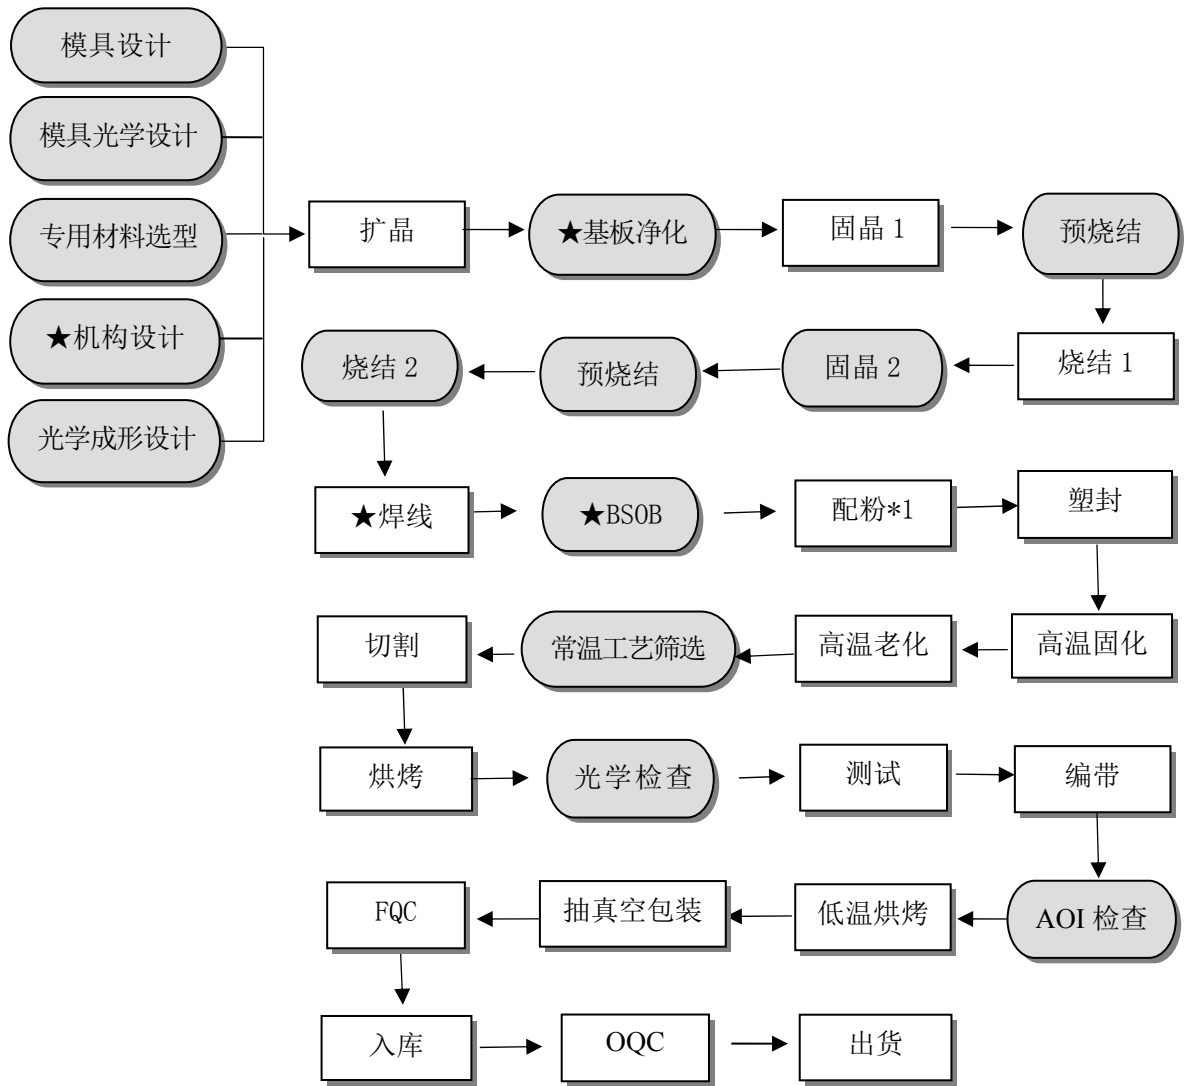 模具设计
模具光学设计
专用材料选型
★机构设计
光学成形设计
扩晶
★基板净化
固晶 1
预烧结
烧结 1
固晶 2
预烧结
烧结 2
★焊线
★BSOB
配粉*1
塑封
高温固化
高温老化
常温工艺筛选
切割
烘烤
光学检查
测试
编带
AOI 检查
低温烘烤
抽真空包装
FQC
入库
OQC
出货